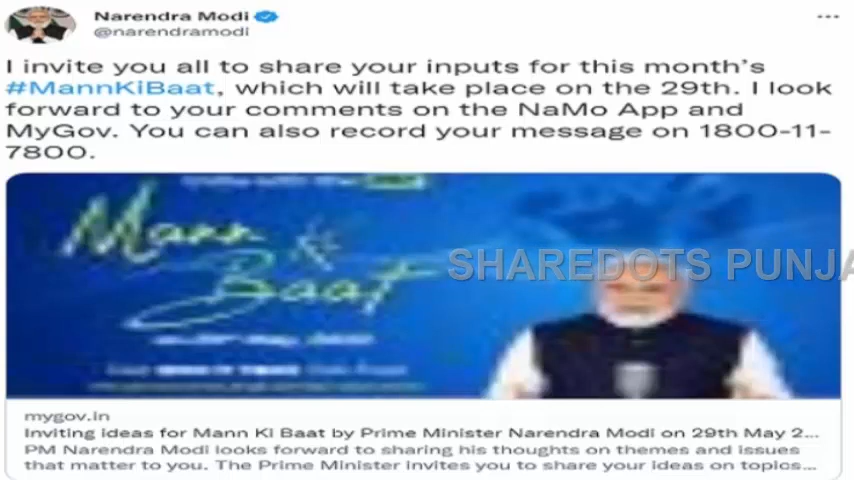 Narendra Modi
@narendramodi
I invite you all to share your inputs for this month's
#MannKiBaat, which will take place on the 29th. I look
forward to your comments on the NaMo App and
MyGov. You can also record your message on 1800-11-
7800.
Mann
Ki
Baat
SHAREDOTS PUNJA
mygov.in
Inviting ideas for Mann Ki Baat by Prime Minister Narendra Modi on 29th May 2...
PM Narendra Modi looks forward to sharing his thoughts on themes and issues
that matter to you. The Prime Minister invites you to share your ideas on topics...